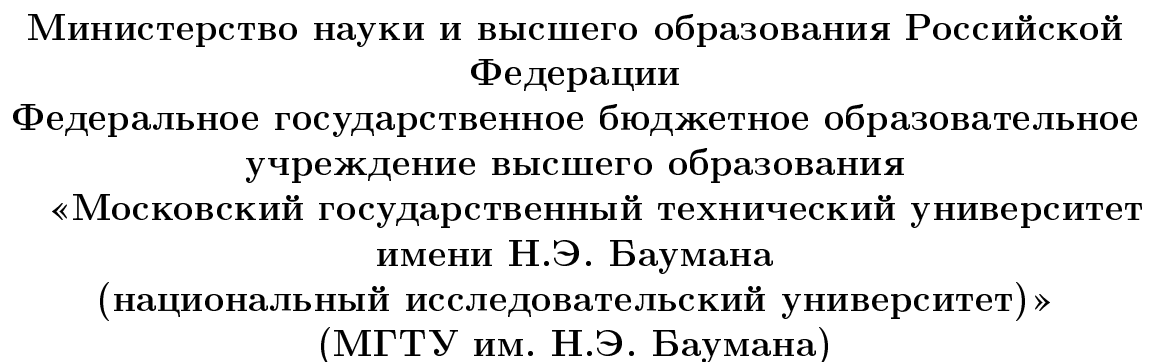 Министерство науки и высшего образования Российской
Федерации
Федеральное государственное бюджетное образовательное
учреждение высшего образования
«Московский государственный технический университет
имени Н.Э. Баумана
(национальный исследовательский университет)»
(МГТУ им. Н.Э. Баумана)